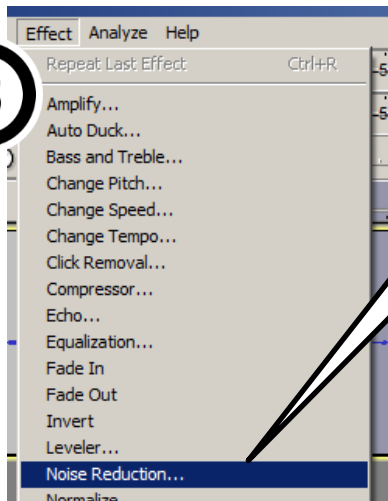 Effect Analyze Help
Repeat Last Effect Ctrl+R
Amplify...
Auto Duck...
Bass and Treble...
Change Pitch...
Change Speed...
Change Tempo...
Click Removal...
Compressor...
Echo...
Equalization...
Fade In
Fade Out
Invert
Leveler...
Noise Reduction...
Normalize...